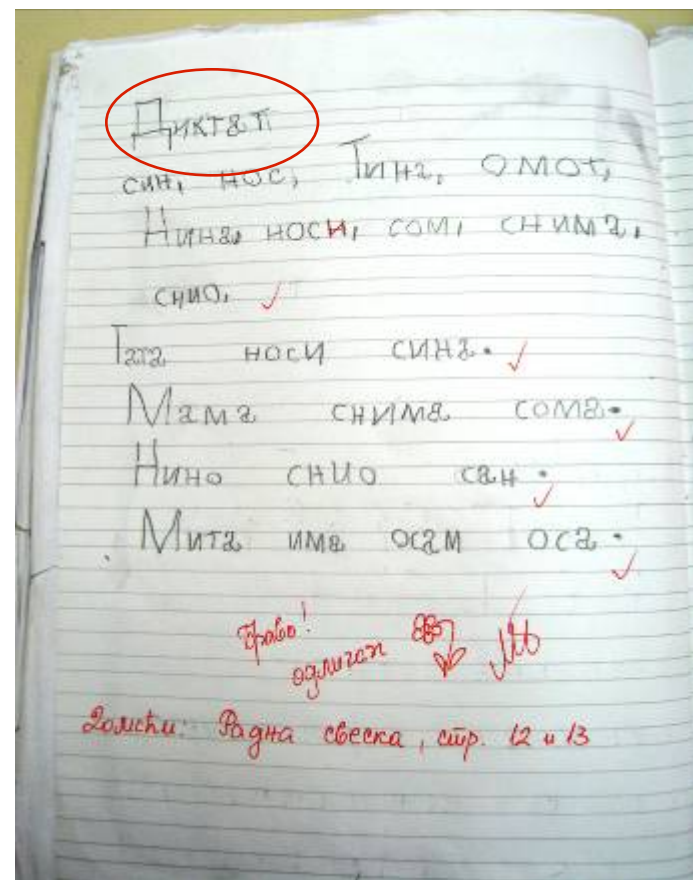 Диктат
син, нос, Тина, омот,
Нина, носи, сом, снима,
снио.
Тата носи сина.
Мама снима сома.
Нино снио сан.
Мита има осам оса.
Браво!
одличан
Домаћи: Радна свеска, стр. 12 и 13